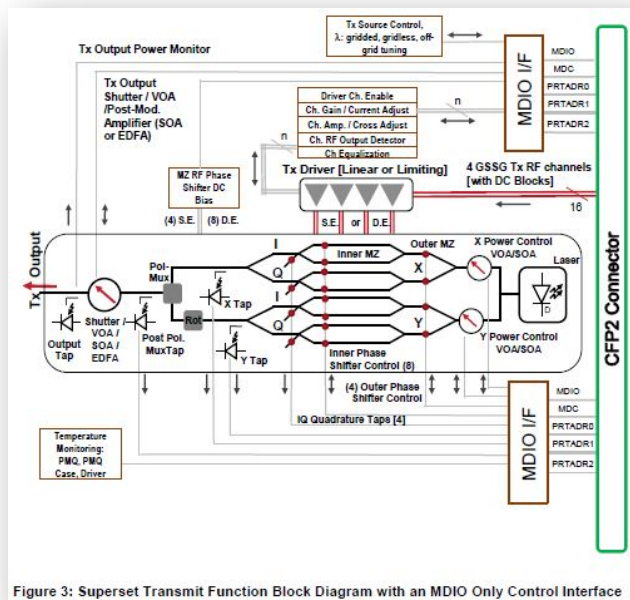 Tx Source Control,
λ: gridded, gridless, off-
grid tuning
Tx Output Power Monitor
Tx Output
Shutter / VOA
/Post-Mod.
Amplifier (SOA
or EDFA)
MDIO I/F
MDIO
MDC
PRTADR0
PRTADR1
PRTADR2
n
Driver Ch. Enable
Ch. Gain / Current Adjust
Ch. Amp. / Cross Adjust
Ch. RF Output Detector
Ch Equalization
n
Tx Driver [Linear or Limiting]
4 GSSG Tx RF channels
[with DC Blocks]
16
MZ RF Phase
Shifter DC
Bias
(4) S.E. (8) D.E.
S.E. or D.E.
CFP2 Connector
Tx Output
Pol-
Mux
I
Q
I
Q
Inner MZ
Outer MZ
X
Y
X Power Control
VOA/SOA
Laser
D
X Tap
Rot
Y Tap
Output
Tap
Shutter /
VOA /
SOA /
EDFA
Post Pol.
MuxTap
Inner Phase
Shifter Control (8)
Y Power Control
VOA/SOA
(4) Outer Phase
Shifter Control
IQ Quadrature Taps [4]
Temperature
Monitoring:
PMQ, PMQ
Case, Driver
MDIO I/F
MDIO
MDC
PRTADR0
PRTADR1
PRTADR2
Figure 3: Superset Transmit Function Block Diagram with an MDIO Only Control Interface